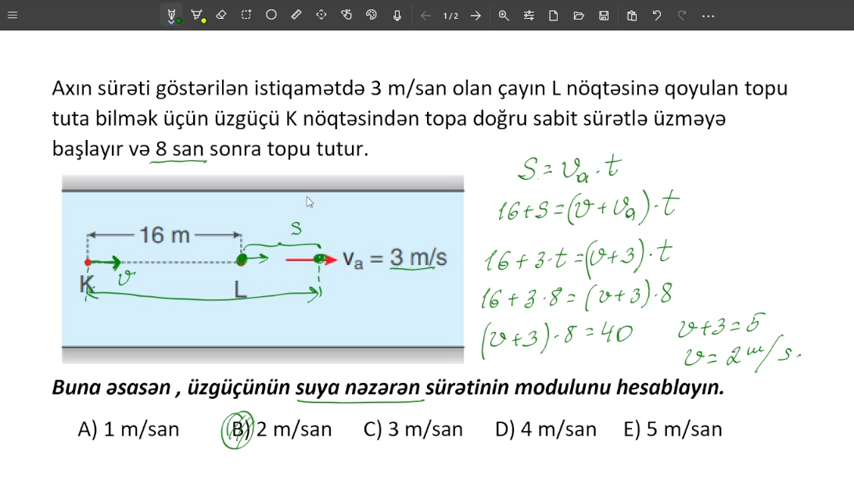 1/2
Axın sürəti göstərilən istiqamətdə 3 m/san olan çayın L nöqtəsinə qoyulan topu
tuta bilmək üçün üzgüçü K nöqtəsindən topa doğru sabit sürətlə üzməyə
başlayır və 8 san sonra topu tutur.
S = vₐ · t
16+S=(v+vₐ)·t
16+3·t=(v+3)·t
16+3·8=(v+3)·8
(v+3)·8=40
v+3=5
v=2 m/s.
16 m
S
vₐ = 3 m/s
K
v
L
Buna əsasən , üzgüçünün suya nəzərən sürətinin modulunu hesablayın.
A) 1 m/san B) 2 m/san C) 3 m/san D) 4 m/san E) 5 m/san